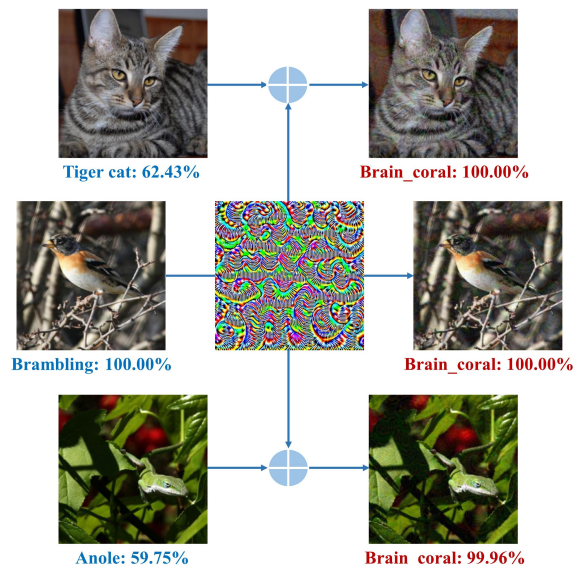 Tiger cat: 62.43%
Brain_coral: 100.00%
Brambling: 100.00%
Brain_coral: 100.00%
Anole: 59.75%
Brain_coral: 99.96%